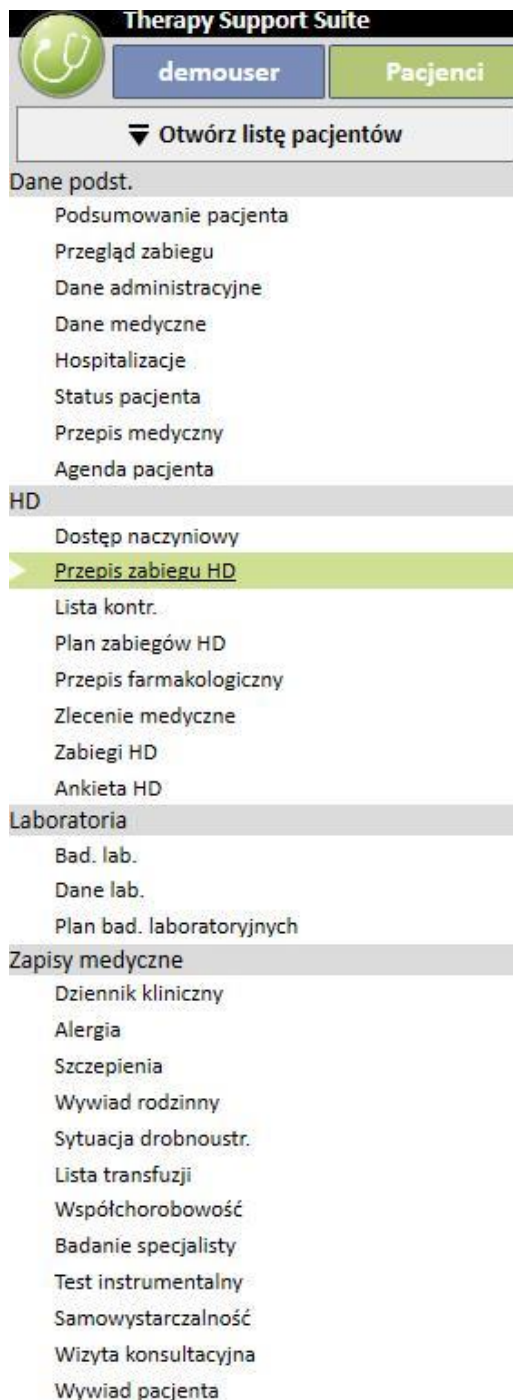 Therapy Support Suite
demouser Pacjenci
Otwórz listę pacjentów
Dane podst.
Podsumowanie pacjenta
Przegląd zabiegu
Dane administracyjne
Dane medyczne
Hospitalizacje
Status pacjenta
Przepis medyczny
Agenda pacjenta
HD
Dostęp naczyniowy
Przepis zabiegu HD
Lista kontr.
Plan zabiegów HD
Przepis farmakologiczny
Zlecenie medyczne
Zabiegi HD
Ankieta HD
Laboratoria
Bad. lab.
Dane lab.
Plan bad. laboratoryjnych
Zapisy medyczne
Dziennik kliniczny
Alergia
Szczepienia
Wywiad rodzinny
Sytuacja drobnoustr.
Lista transfuzji
Współchorobowość
Badanie specjalisty
Test instrumentalny
Samowystarczalność
Wizyta konsultacyjna
Wywiad pacjenta